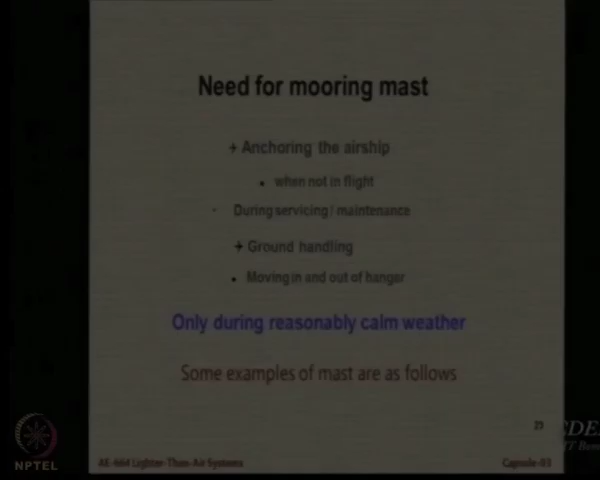 Need for mooring mast
+ Anchoring the airship
• when not in flight
- During servicing / maintenance
+ Ground handling
• Moving in and out of hangar
Only during reasonably calm weather
Some examples of mast are as follows
23
AE-664 Lighter-Than-Air Systems
Capsule-03
NPTEL